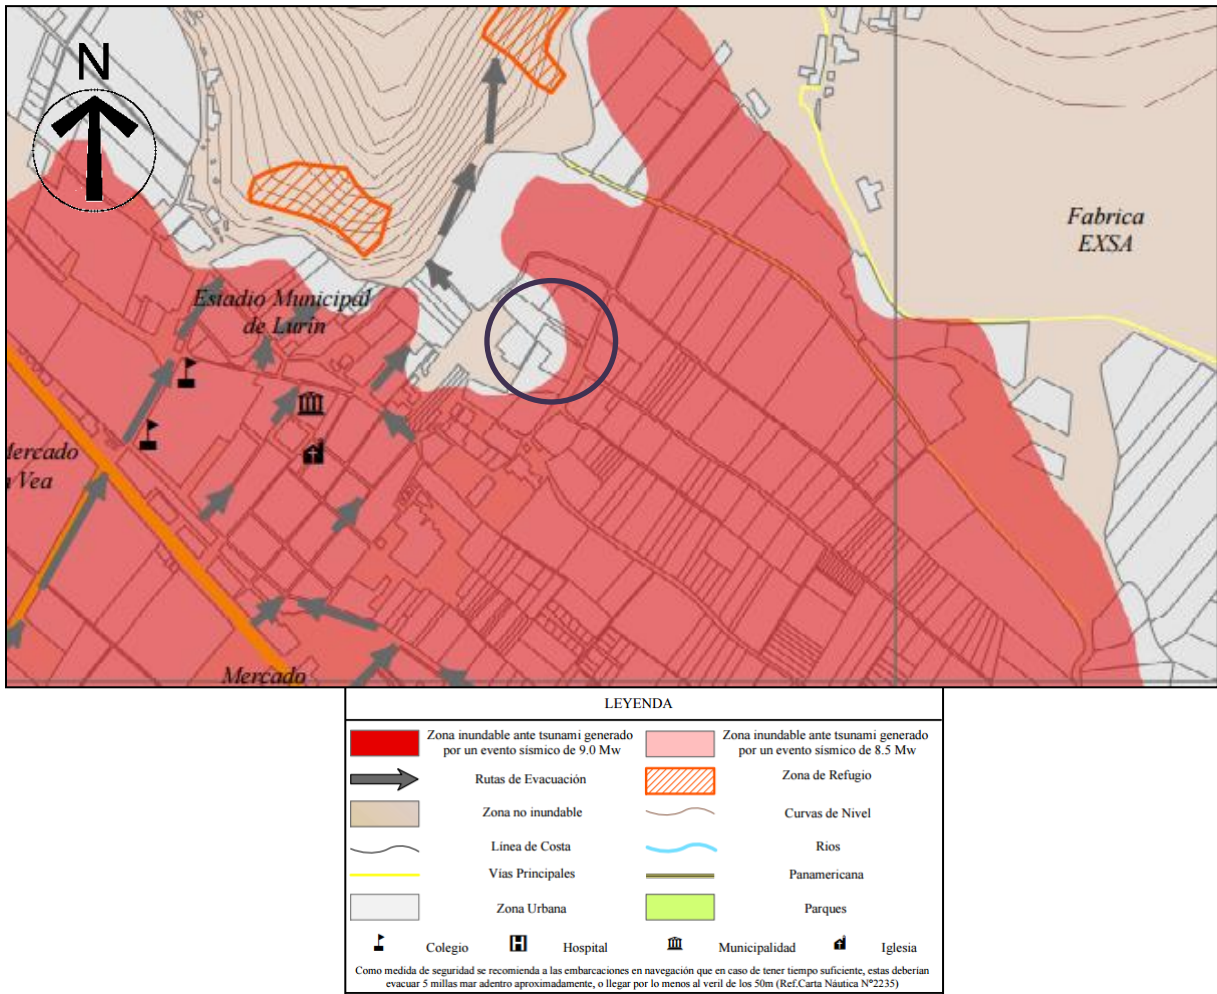 N
Fabrica
EXSA
Estadio Municipal
de Lurín
Mercado
Vea
Mercado
LEYENDA
Zona inundable ante tsunami generado
por un evento sísmico de 9.0 Mw
Zona inundable ante tsunami generado
por un evento sísmico de 8.5 Mw
Rutas de Evacuación
Zona de Refugio
Zona no inundable
Curvas de Nivel
Línea de Costa
Ríos
Vías Principales
Panamericana
Zona Urbana
Parques
Colegio
H
Hospital
Municipalidad
Iglesia
Como medida de seguridad se recomienda a las embarcaciones en navegación que en caso de tener tiempo suficiente, estas deberían
evacuar 5 millas mar adentro aproximadamente, o llegar por lo menos al veril de los 50m (Ref.Carta Náutica N°2235)